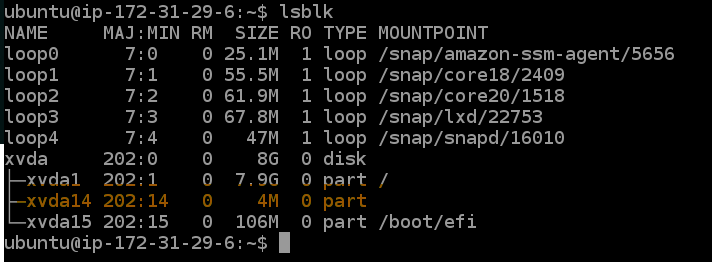 ubuntu@ip-172-31-29-6:~$ lsblk
NAME     MAJ:MIN RM   SIZE RO TYPE MOUNTPOINT
loop0      7:0    0  25.1M  1 loop /snap/amazon-ssm-agent/5656
loop1      7:1    0  55.5M  1 loop /snap/core18/2409
loop2      7:2    0  61.9M  1 loop /snap/core20/1518
loop3      7:3    0  67.8M  1 loop /snap/lxd/22753
loop4      7:4    0    47M  1 loop /snap/snapd/16010
xvda     202:0    0     8G  0 disk
├─xvda1  202:1    0   7.9G  0 part /
├─xvda14 202:14   0     4M  0 part
└─xvda15 202:15   0   106M  0 part /boot/efi
ubuntu@ip-172-31-29-6:~$